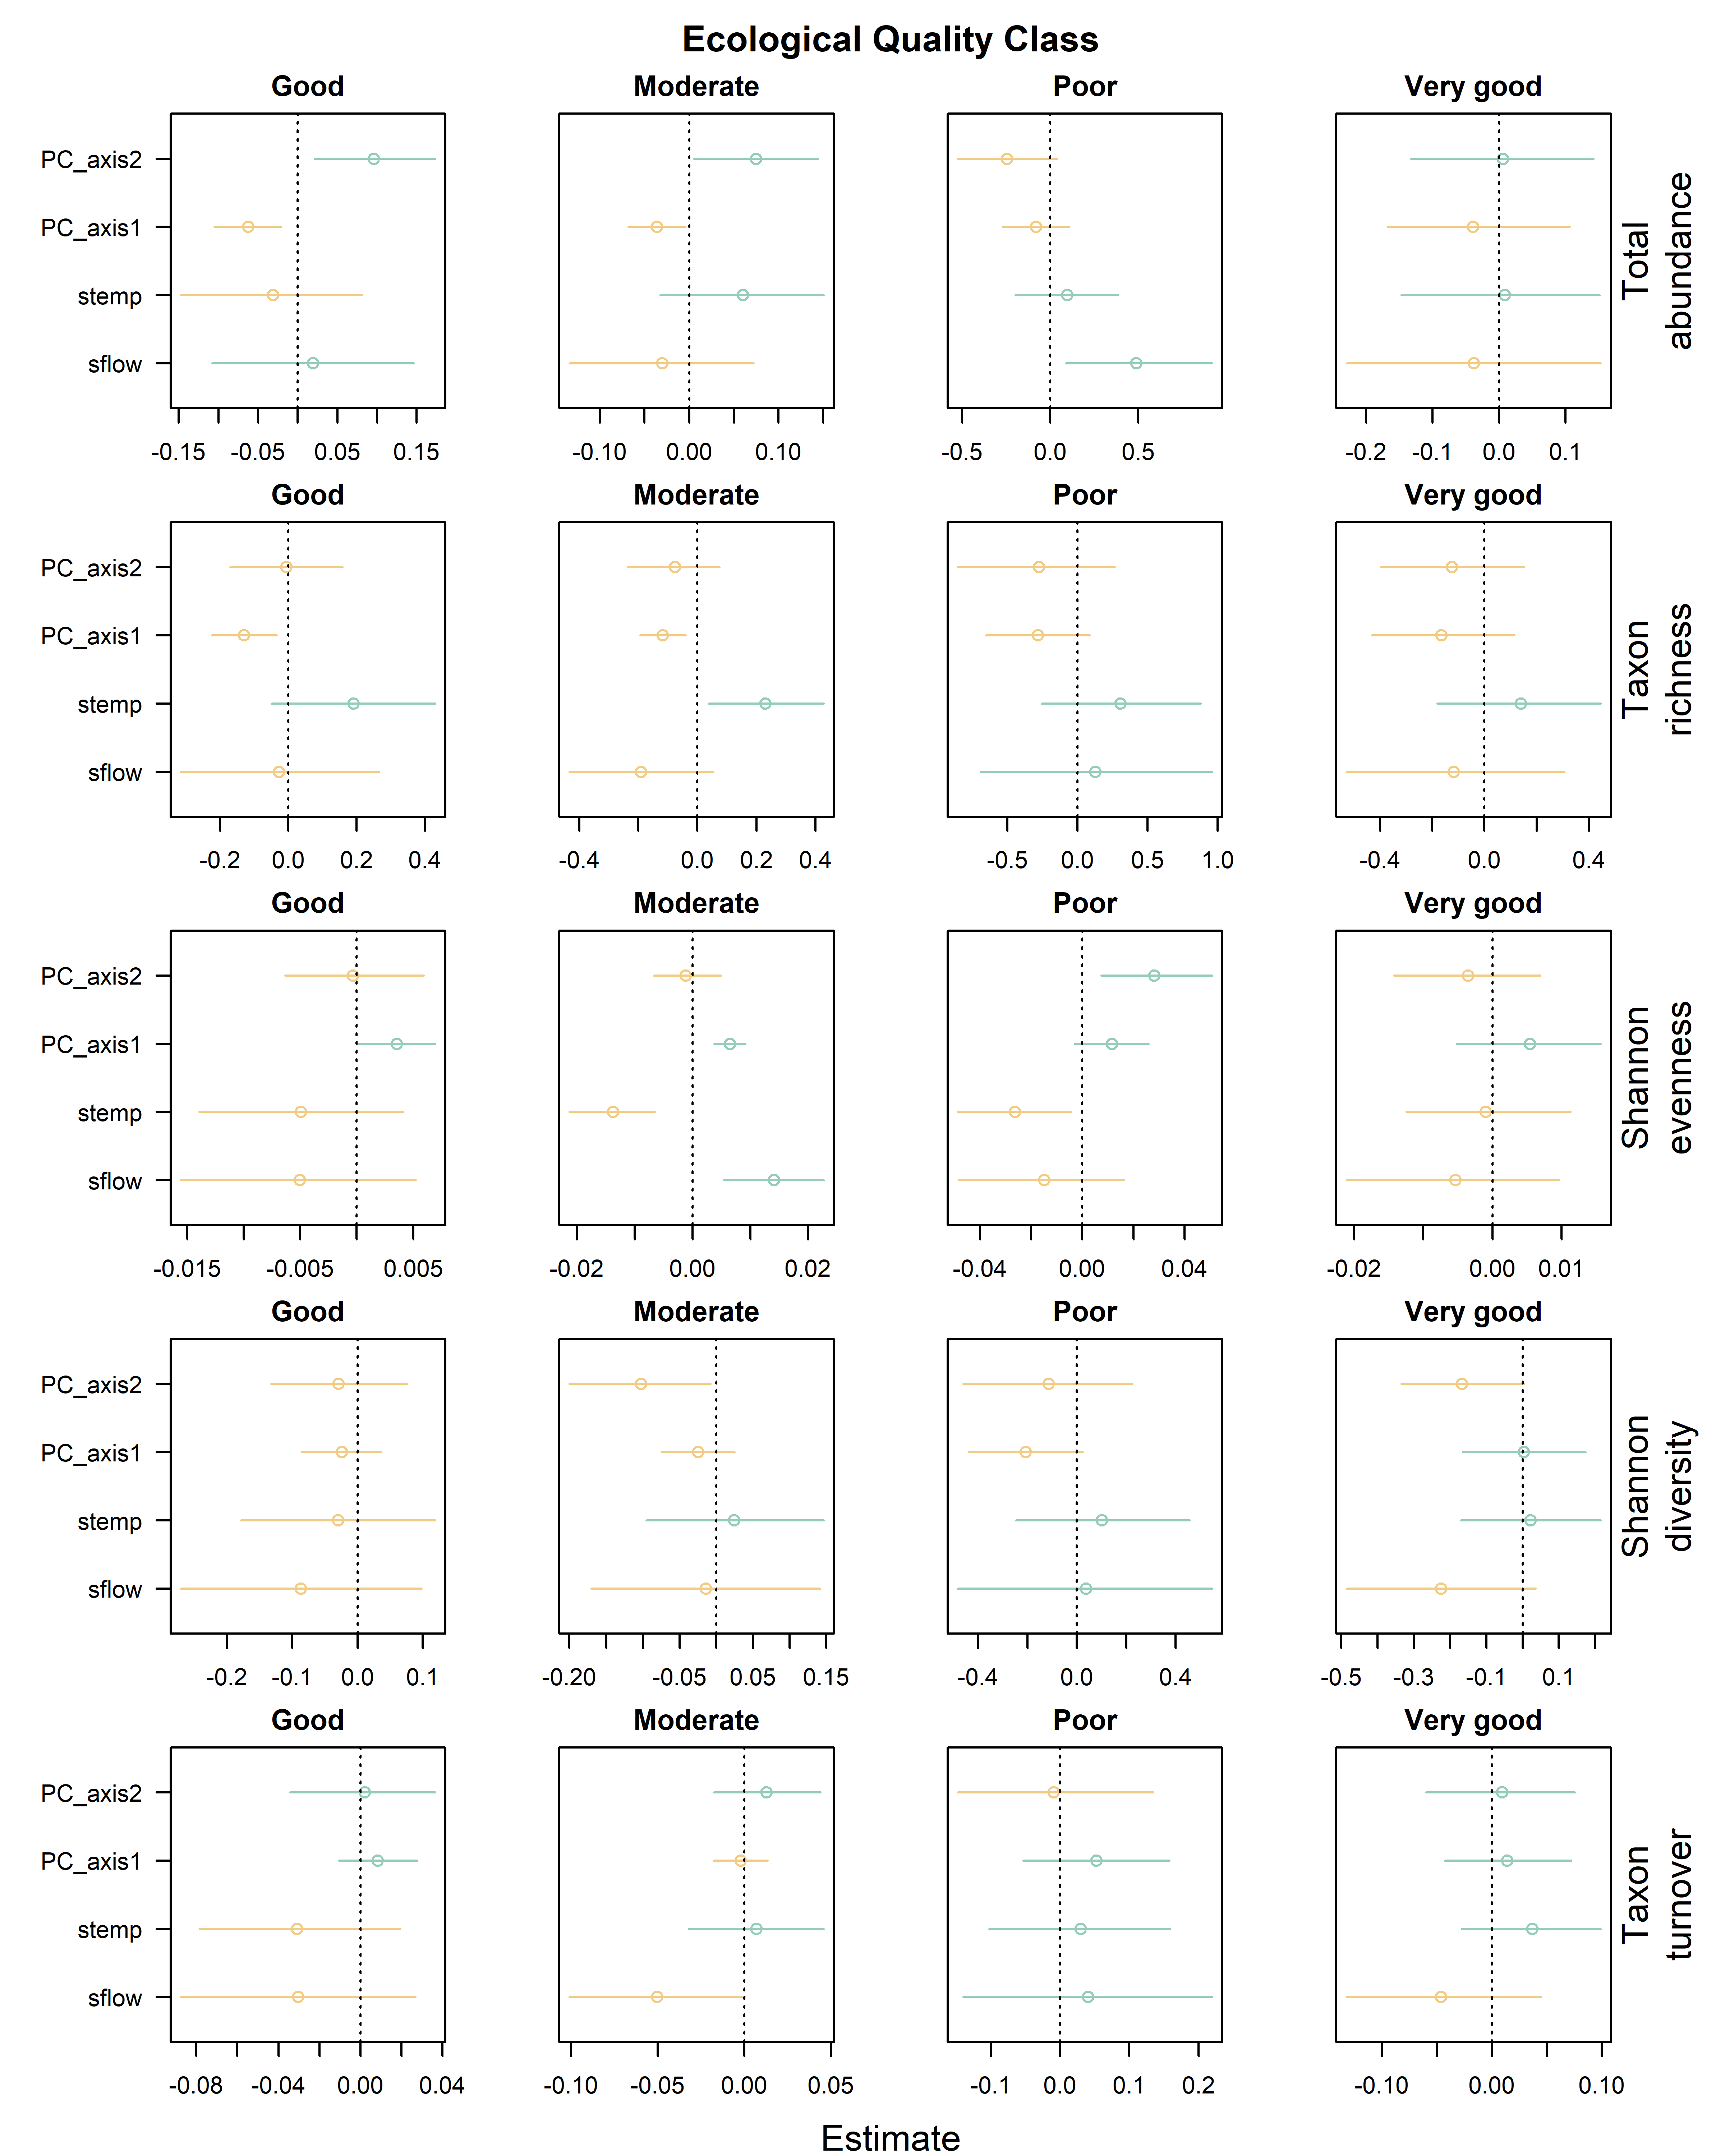 Ecological Quality Class
Good Moderate Poor Very good
PC_axis2
PC_axis1
stemp
sflow
Total
abundance
-0.15 -0.05 0.05 0.15 -0.10 0.00 0.10 -0.5 0.0 0.5 -0.2 -0.1 0.0 0.1
Good Moderate Poor Very good
PC_axis2
PC_axis1
stemp
sflow
Taxon
richness
-0.2 0.0 0.2 0.4 -0.4 0.0 0.2 0.4 -0.5 0.0 0.5 1.0 -0.4 0.0 0.4
Good Moderate Poor Very good
PC_axis2
PC_axis1
stemp
sflow
Shannon
evenness
-0.015 -0.005 0.005 -0.02 0.00 0.02 -0.04 0.00 0.04 -0.02 0.00 0.01
Good Moderate Poor Very good
PC_axis2
PC_axis1
stemp
sflow
Shannon
diversity
-0.2 -0.1 0.0 0.1 -0.20 -0.05 0.05 0.15 -0.4 0.0 0.4 -0.5 -0.3 -0.1 0.1
Good Moderate Poor Very good
PC_axis2
PC_axis1
stemp
sflow
Taxon
turnover
-0.08 -0.04 0.00 0.04 -0.10 -0.05 0.00 0.05 -0.1 0.0 0.1 0.2 -0.10 0.00 0.10
Estimate